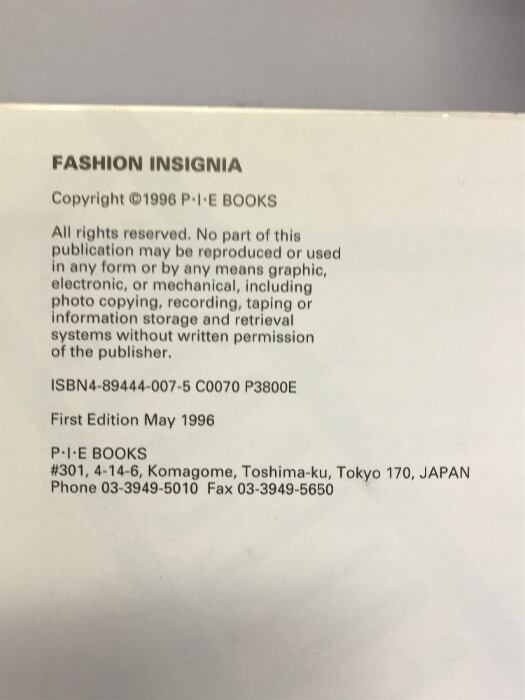 FASHION INSIGNIA
Copyright ©1996 P·I·E BOOKS
All rights reserved. No part of this
publication may be reproduced or used
in any form or by any means graphic,
electronic, or mechanical, including
photo copying, recording, taping or
information storage and retrieval
systems without written permission
of the publisher.
ISBN4-89444-007-5 C0070 P3800E
First Edition May 1996
P·I·E BOOKS
#301, 4-14-6, Komagome, Toshima-ku, Tokyo 170, JAPAN
Phone 03-3949-5010 Fax 03-3949-5650